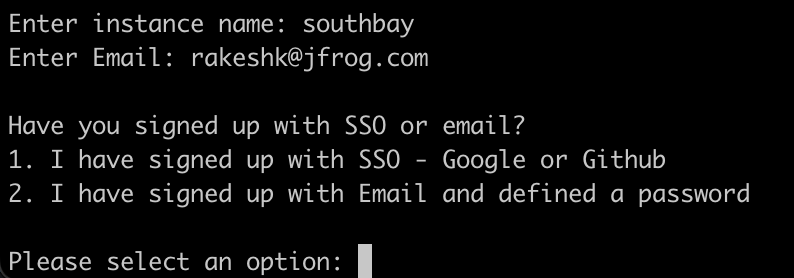 Enter instance name: southbay
Enter Email: rakeshk@jfrog.com
Have you signed up with SSO or email?
1. I have signed up with SSO - Google or Github
2. I have signed up with Email and defined a password
Please select an option: